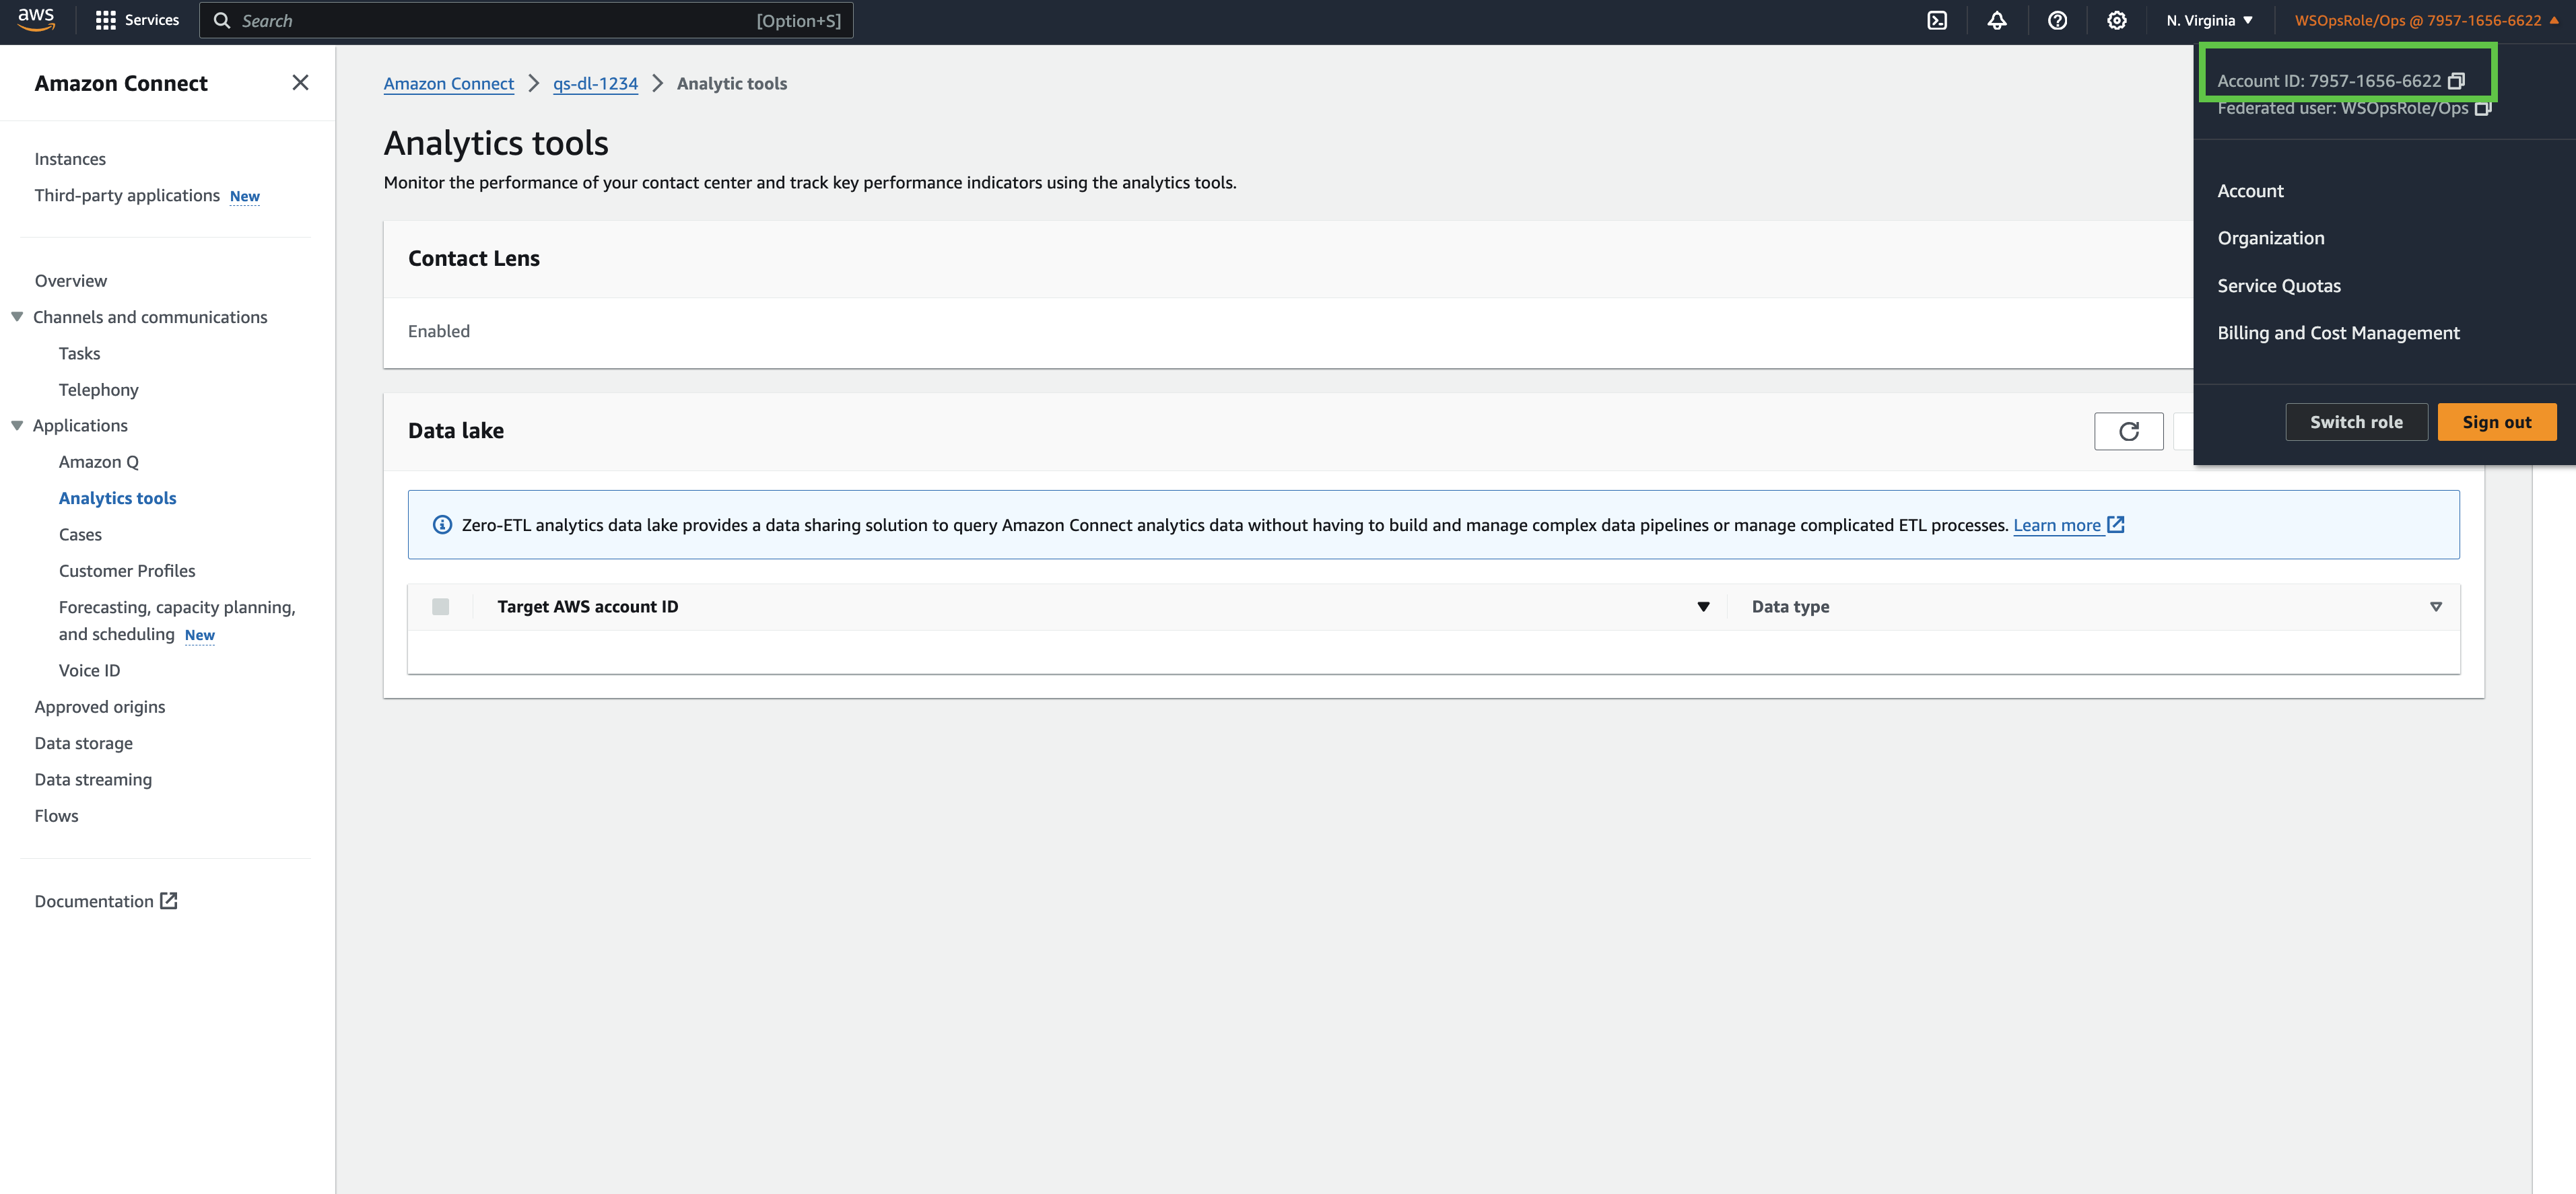 aws
Services
Search
[Option+S]
N. Virginia
WSOpsRole/Ops @ 7957-1656-6622
Account ID: 7957-1656-6622
Federated user: WSOpsRole/Ops
Account
Organization
Service Quotas
Billing and Cost Management
Switch role
Sign out
Amazon Connect
Instances
Third-party applications New
Overview
Channels and communications
Tasks
Telephony
Applications
Amazon Q
Analytics tools
Cases
Customer Profiles
Forecasting, capacity planning,
and scheduling New
Voice ID
Approved origins
Data storage
Data streaming
Flows
Documentation
Amazon Connect
qs-dl-1234
Analytic tools
Analytics tools
Monitor the performance of your contact center and track key performance indicators using the analytics tools.
Contact Lens
Enabled
Data lake
Zero-ETL analytics data lake provides a data sharing solution to query Amazon Connect analytics data without having to build and manage complex data pipelines or manage complicated ETL processes. Learn more
Target AWS account ID
Data type